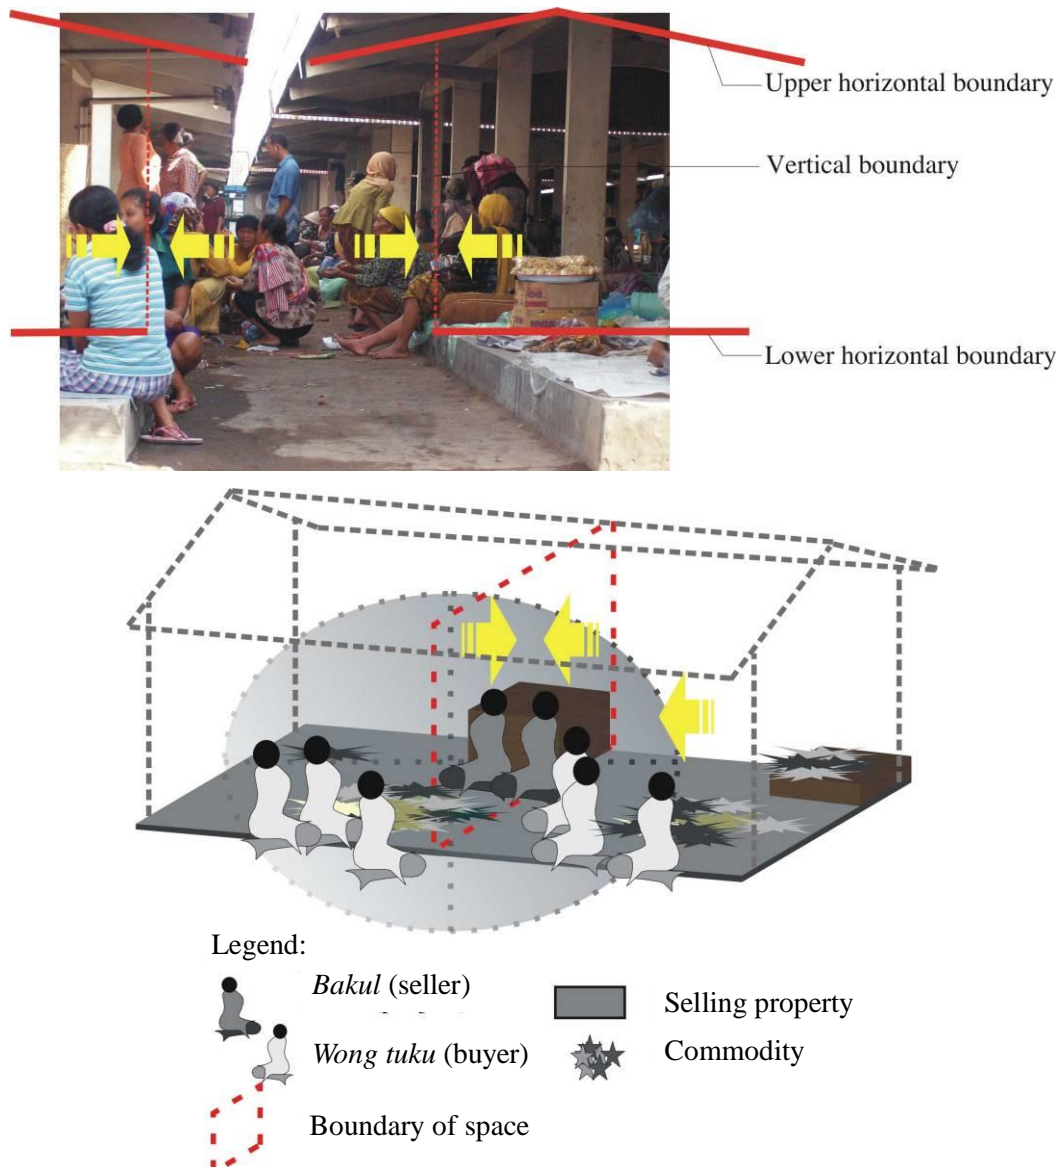 Upper horizontal boundary
Vertical boundary
Lower horizontal boundary
Legend:
Bakul (seller)
Selling property
Wong tuku (buyer)
Commodity
Boundary of space